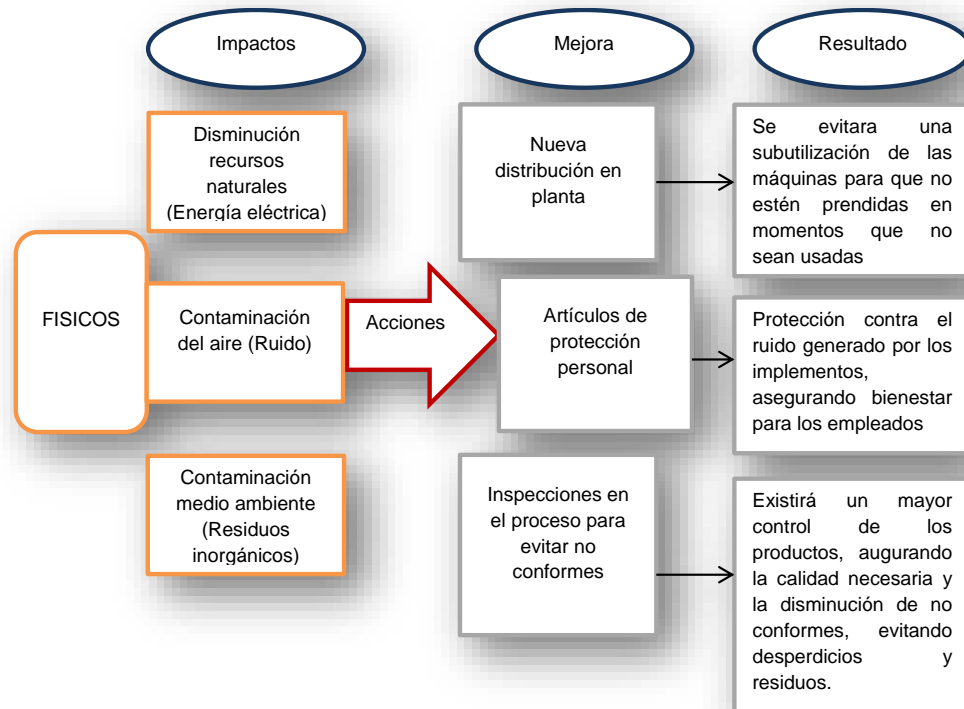 Impactos
Mejora
Resultado
Disminución
recursos
naturales
(Energía eléctrica)
Nueva
distribución en
planta
Se evitara una
subutilización de las
máquinas para que no
estén prendidas en
momentos que no
sean usadas
FISICOS
Contaminación
del aire (Ruido)
Acciones
Artículos de
protección
personal
Protección contra el
ruido generado por los
implementos,
asegurando bienestar
para los empleados
Contaminación
medio ambiente
(Residuos
inorgánicos)
Inspecciones en
el proceso para
evitar no
conformes
Existirá un mayor
control de los
productos, augurando
la calidad necesaria y
la disminución de no
conformes, evitando
desperdicios y
residuos.